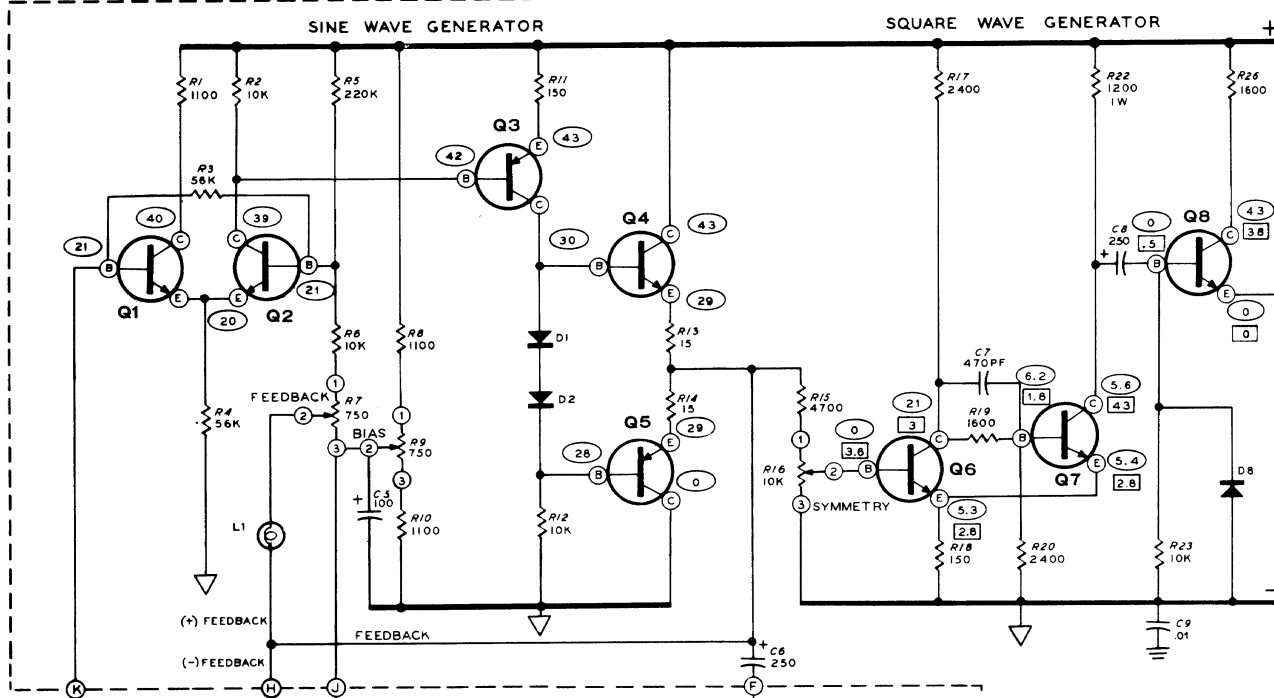 SINE WAVE GENERATOR
SQUARE WAVE GENERATOR
+
R1
1100
R2
10K
R5
220K
R11
150
R17
2400
R22
1200
1W
R26
1600
Q3
43
42
E
B
C
R3
56K
40
39
21
C
C
B
B
E
E
21
20
Q1
Q2
Q4
43
30
B
C
E
29
R6
10K
R8
1100
D1
R13
15
D2
R14
15
1
FEEDBACK
2
R7
750
3
BIAS
2
1
R9
750
3
R4
56K
+
C5
100
R10
1100
L1
Q5
29
28
B
E
C
0
R12
10K
R15
4700
1
R16
10K
2
3
SYMMETRY
0
3.6
B
21
3
C
E
Q6
5.3
2.8
C7
470PF
R19
1600
6.2
1.8
B
Q7
5.6
43
C
E
5.4
2.8
R18
150
R20
2400
C8
250
+
0
.5
B
Q8
43
38
C
E
0
0
D8
R23
10K
-
C9
.01
(+) FEEDBACK
FEEDBACK
(-) FEEDBACK
+
C6
250
K
H
J
F